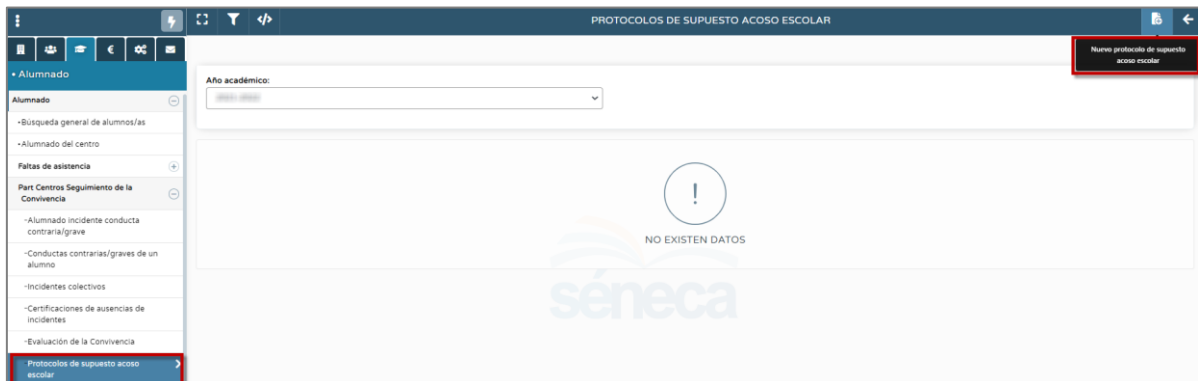 PROTOCOLOS DE SUPUESTO ACOSO ESCOLAR
Nuevo protocolo de supuesto
acoso escolar
• Alumnado
Alumnado
•Búsqueda general de alumnos/as
•Alumnado del centro
Faltas de asistencia
Part Centros Seguimiento de la
Convivencia
-Alumnado incidente conducta
contraria/grave
-Conductas contrarias/graves de un
alumno
-Incidentes colectivos
-Certificaciones de ausencias de
incidentes
-Evaluación de la Convivencia
-Protocolos de supuesto acoso
escolar
Año académico:
NO EXISTEN DATOS
séneca